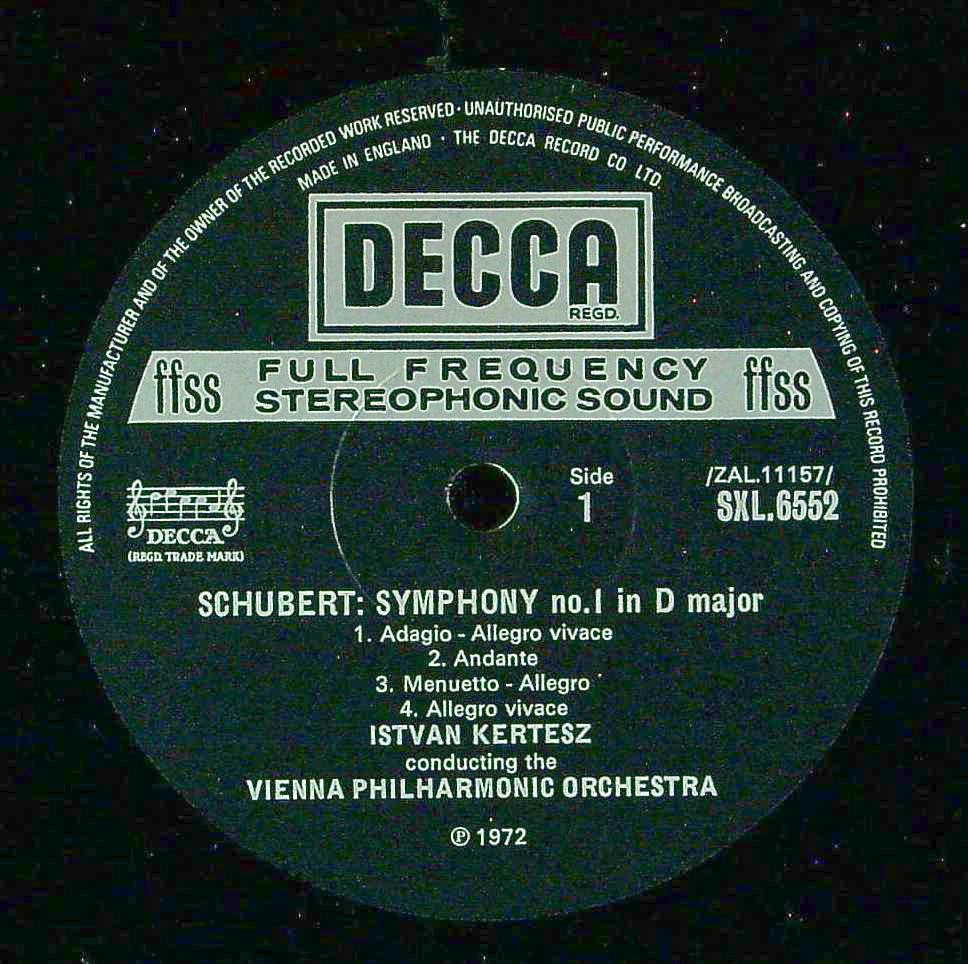 ALL RIGHTS OF THE MANUFACTURER AND OF THE OWNER OF THE RECORDED WORK RESERVED · UNAUTHORISED PUBLIC PERFORMANCE BROADCASTING AND COPYING OF THIS RECORD PROHIBITED
MADE IN ENGLAND · THE DECCA RECORD CO LTD.
DECCA
REGD.
ffss FULL FREQUENCY STEREOPHONIC SOUND ffss
Side
1
/ZAL.11157/
SXL.6552
DECCA
(REGD. TRADE MARK)
SCHUBERT: SYMPHONY no.1 in D major
1. Adagio - Allegro vivace
2. Andante
3. Menuetto - Allegro
4. Allegro vivace
ISTVAN KERTESZ
conducting the
VIENNA PHILHARMONIC ORCHESTRA
℗ 1972